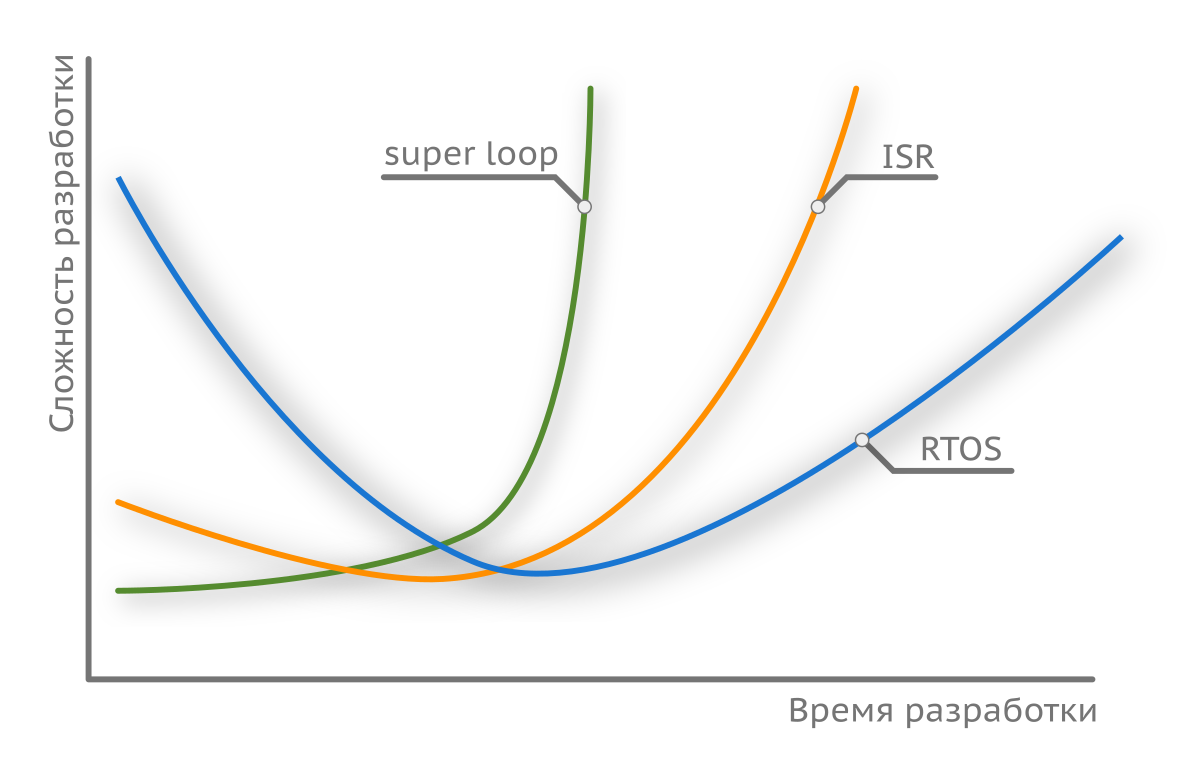 Сложность разработки
super loop
ISR
RTOS
Время разработки